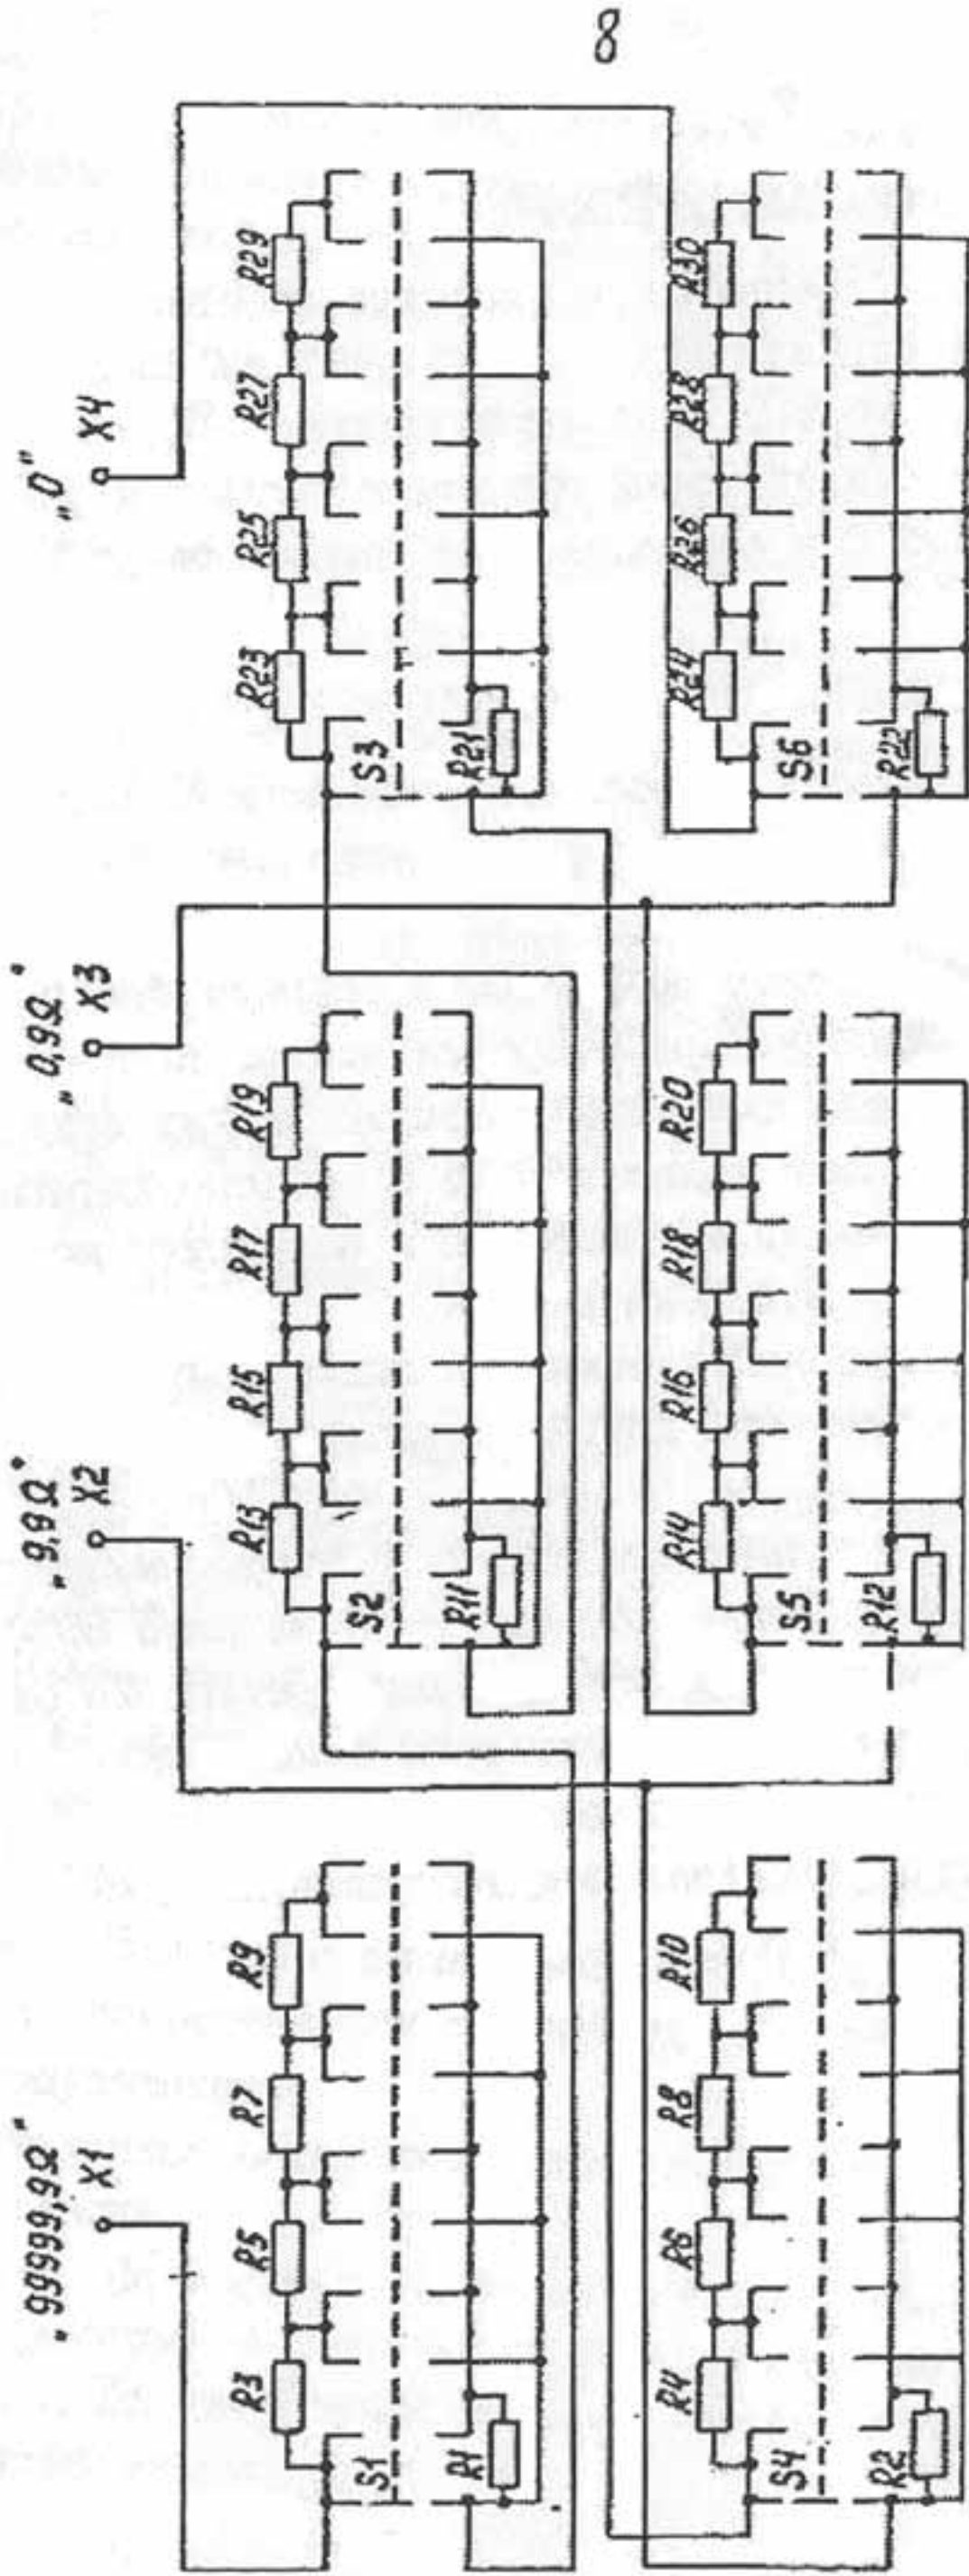 8
„99999,9Ω"
X1
„9,9Ω"
X2
„0,9Ω"
X3
„0"
X4
R3
R5
R7
R9
S1
R1
R13
R15
R17
R19
S2
R11
R23
R25
R27
R29
S3
R21
R4
R6
R8
R10
S4
R2
R14
R16
R18
R20
S5
R12
R24
R26
R28
R30
S6
R22